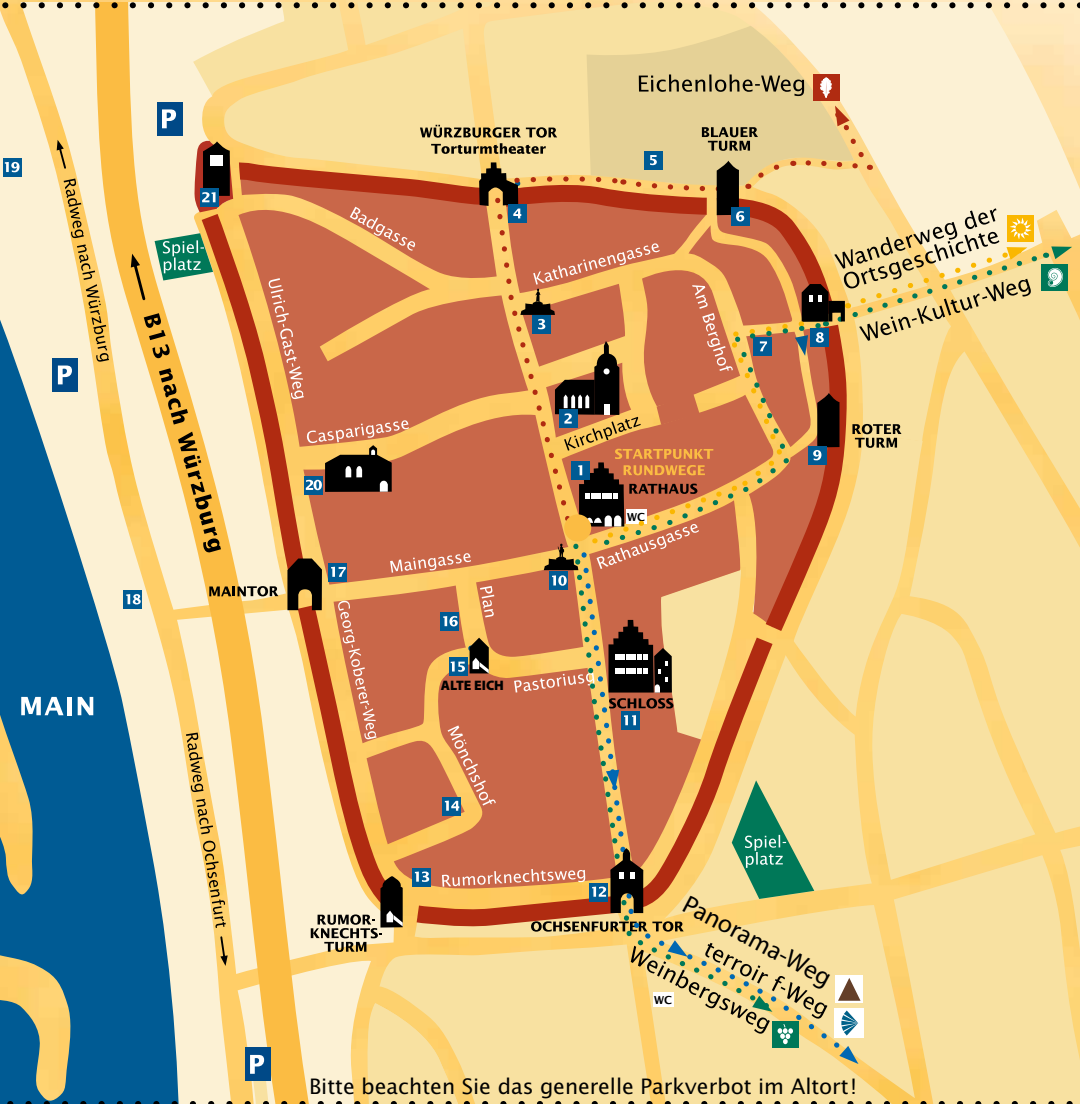 Eichenlohe-Weg
P
WÜRZBURGER TOR
Torturmtheater
BLAUER
TURM
5
19
21
4
6
Badgasse
Spiel-
platz
Radweg nach Würzburg
Katharinengasse
Wanderweg der
Ortsgeschichte
Wein-Kultur-Weg
Ulrich-Gast-Weg
Am Berghof
3
7
8
B13 nach Würzburg
P
2
Kirchplatz
Casparigasse
ROTER
TURM
9
STARTPUNKT
RUNDWEGE
1
RATHAUS
20
WC
Rathausgasse
Maingasse
17
10
MAINTOR
18
Plan
16
Georg-Koberer-Weg
15
ALTE EICH
Pastoriusg
SCHLOSS
11
MAIN
Mönchshof
14
Radweg nach Ochsenfurt
Spiel-
platz
13
Rumorknechtsweg
12
RUMOR-
KNECHTS-
TURM
OCHSENFURTER TOR
Panorama-Weg
terroir f-Weg
Weinbergsweg
WC
P
Bitte beachten Sie das generelle Parkverbot im Altort!